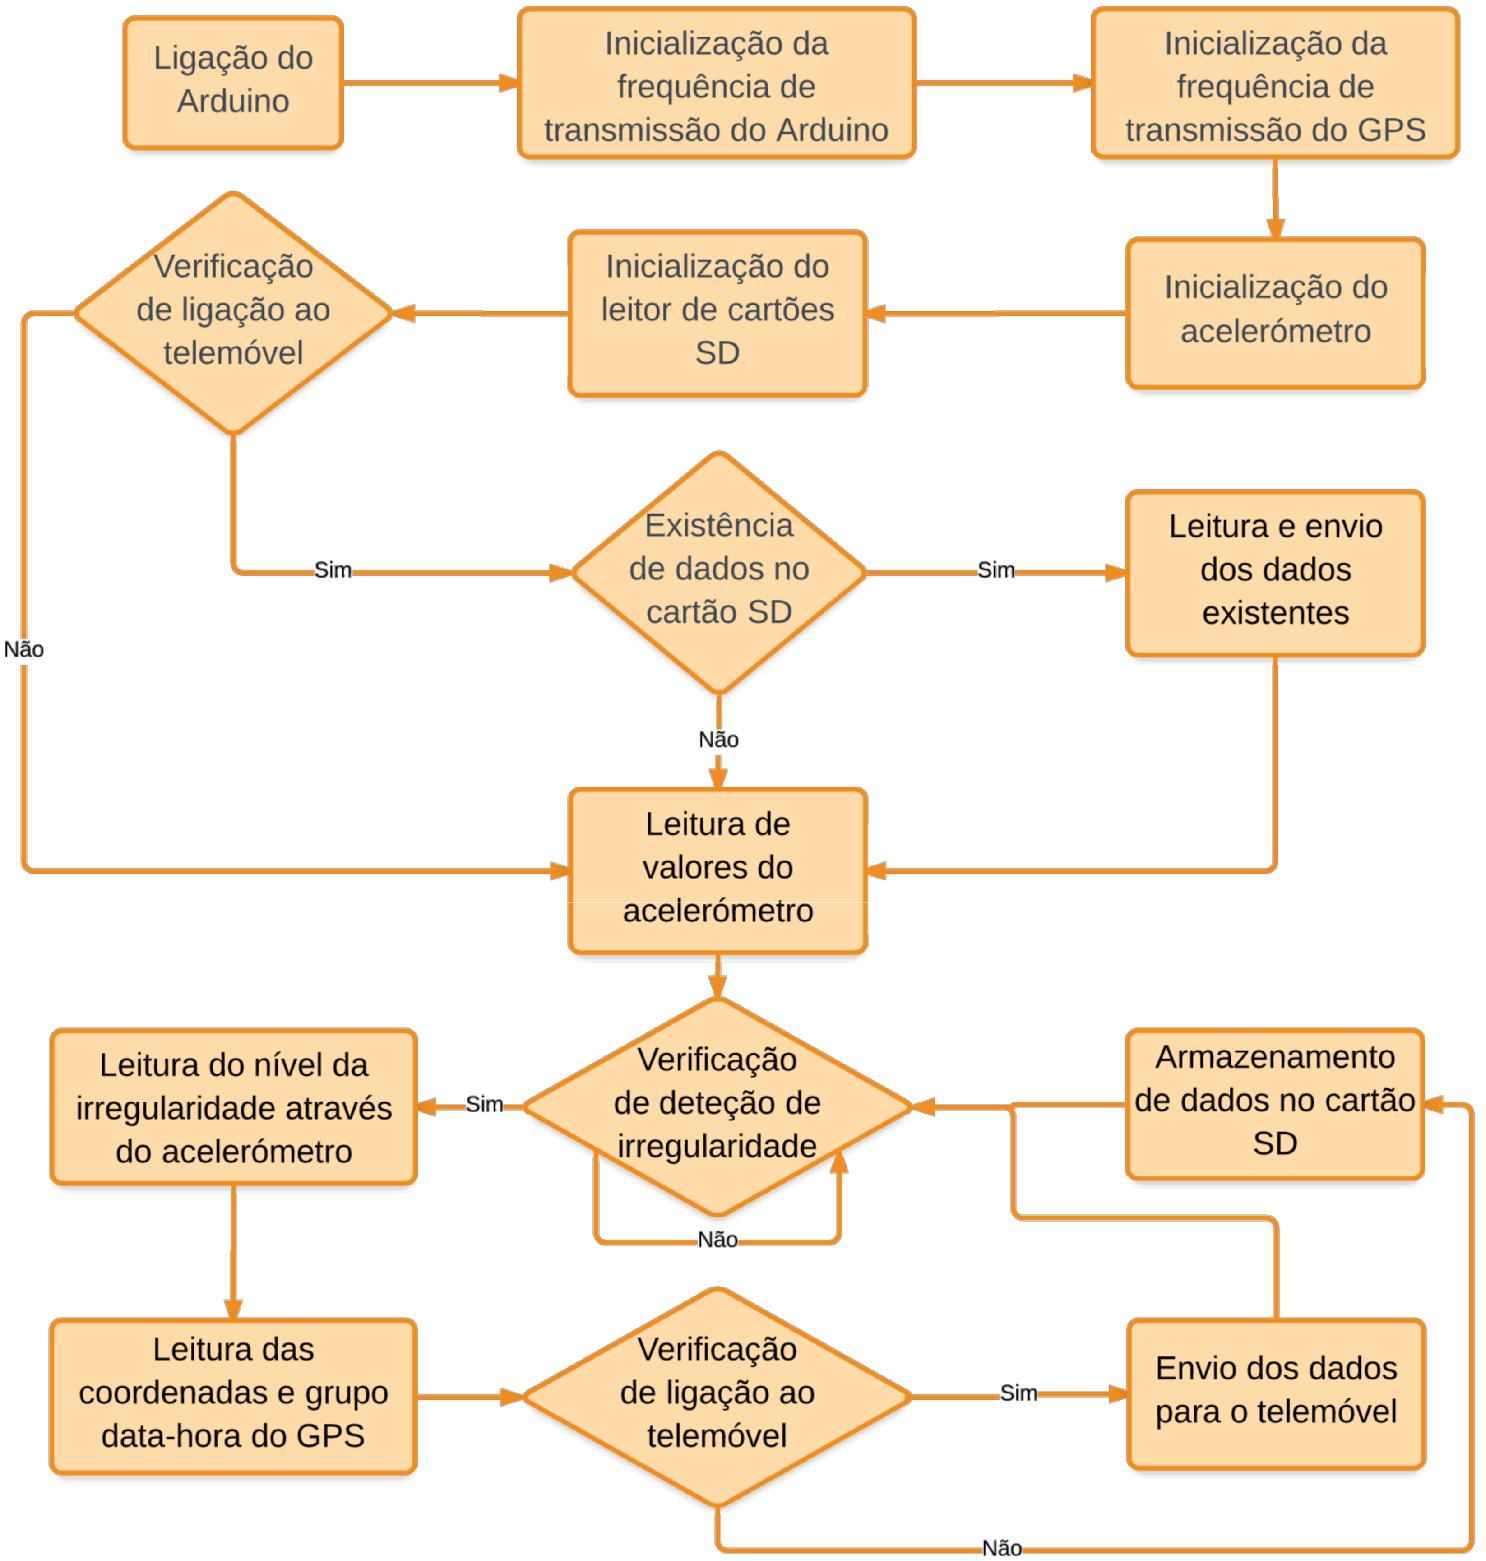 Ligação do
Arduino
Inicialização da
frequência de
transmissão do Arduino
Inicialização da
frequência de
transmissão do GPS
Verificação
de ligação ao
telemóvel
Inicialização do
leitor de cartões
SD
Inicialização do
acelerómetro
Existência
de dados no
cartão SD
Leitura e envio
dos dados
existentes
Sim
Sim
Não
Não
Leitura de
valores do
acelerómetro
Leitura do nível da
irregularidade através
do acelerómetro
Sim
Verificação
de deteção de
irregularidade
Armazenamento
de dados no cartão
SD
Não
Leitura das
coordenadas e grupo
data-hora do GPS
Verificação
de ligação ao
telemóvel
Sim
Envio dos dados
para o telemóvel
Não